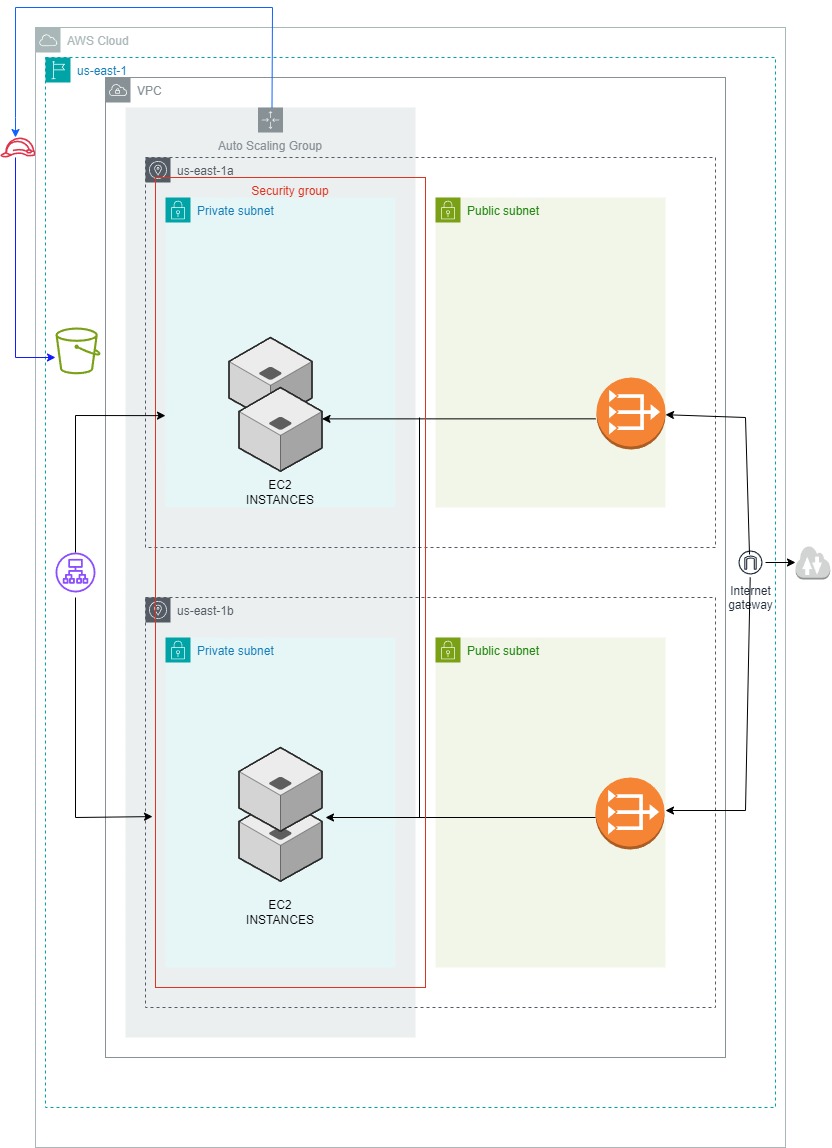 AWS Cloud
us-east-1
VPC
Auto Scaling Group
us-east-1a
Security group
Private subnet
Public subnet
EC2
INSTANCES
Internet
gateway
us-east-1b
Private subnet
Public subnet
EC2
INSTANCES